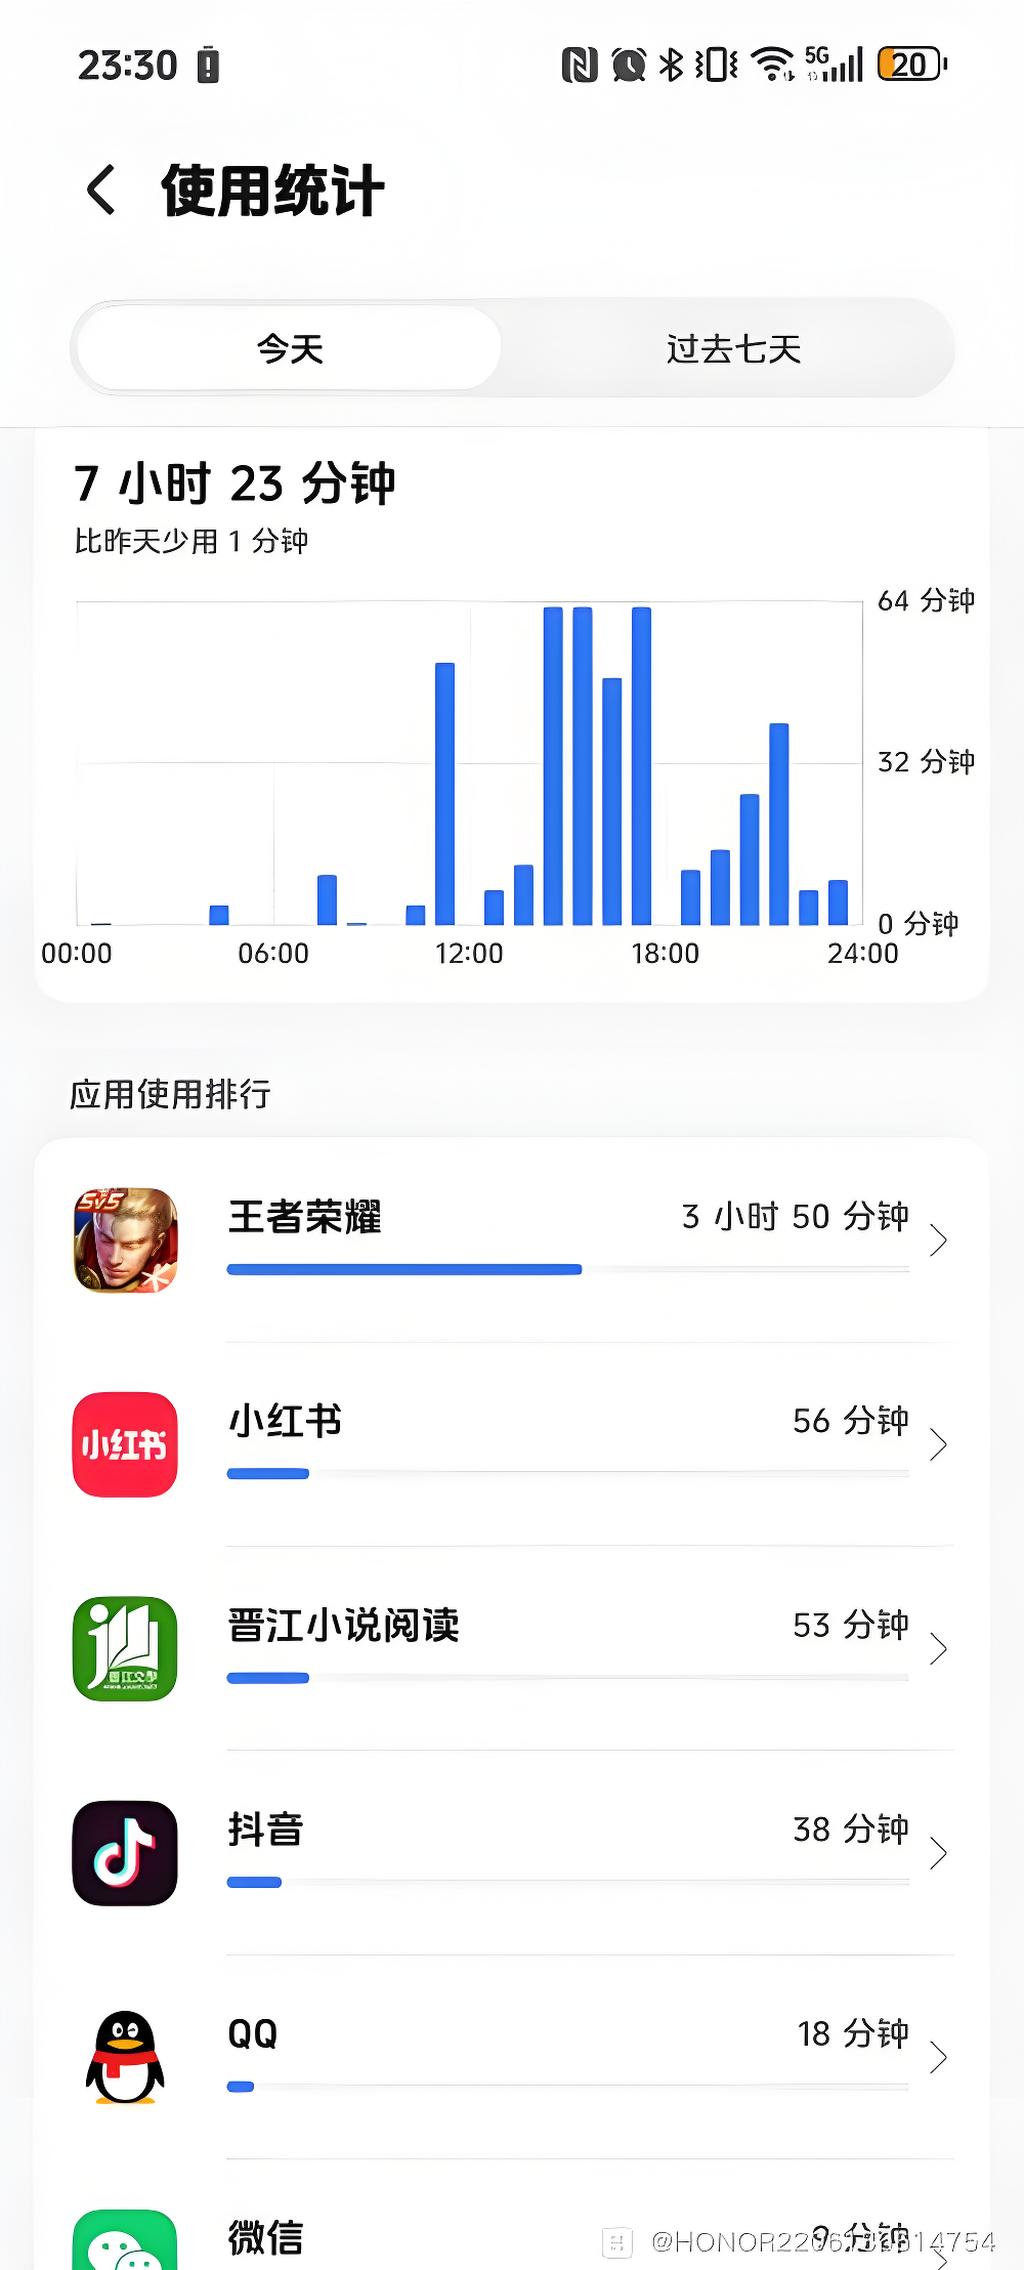 23:30
5G
20
使用统计
今天
过去七天
7 小时 23 分钟
比昨天少用 1 分钟
64 分钟
32 分钟
0 分钟
00:00
06:00
12:00
18:00
24:00
应用使用排行
5v5
王者荣耀
3 小时 50 分钟
小红书
小红书
56 分钟
晋江小说阅读
53 分钟
抖音
38 分钟
QQ
18 分钟
微信
9 分钟